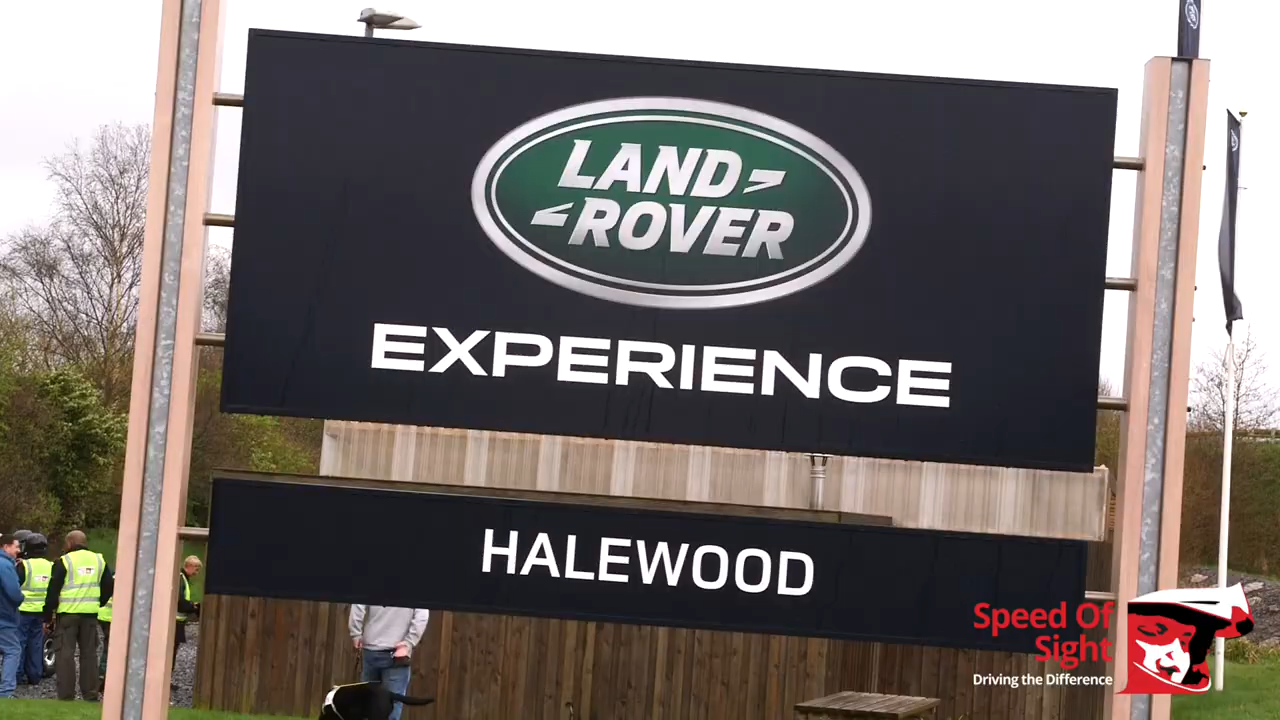 LAND
ROVER
EXPERIENCE
HALEWOOD
Speed Of
Sight
Driving the Difference